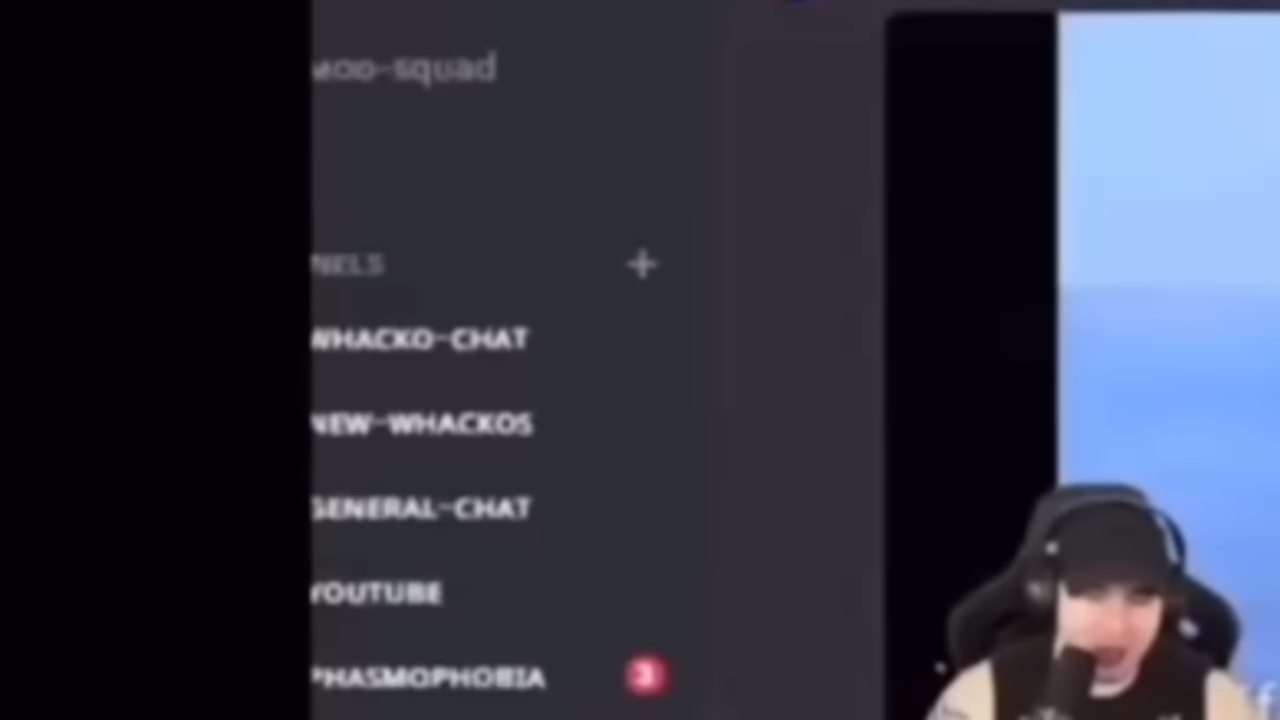 moo-squad
NELS
+
WHACKO-CHAT
NEW-WHACKOS
GENERAL-CHAT
YOUTUBE
PHASMOPHOBIA 3